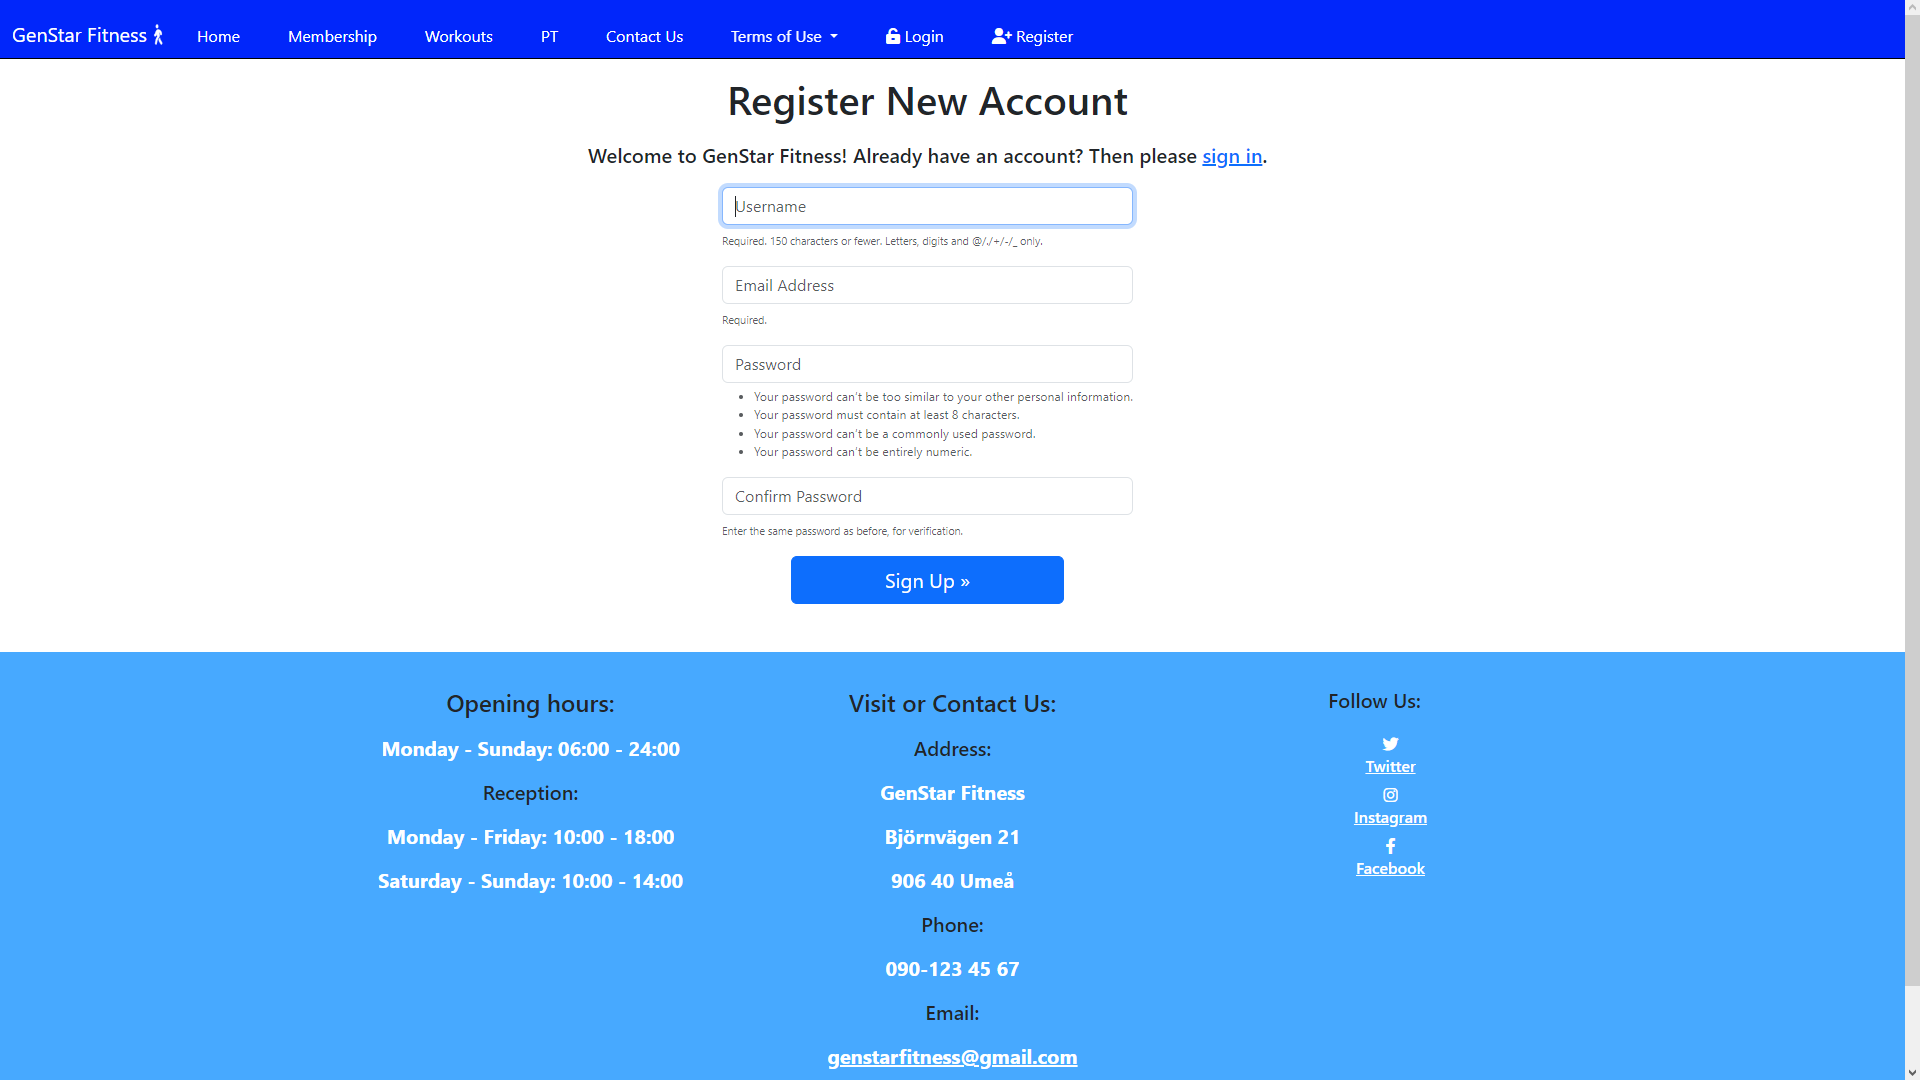 GenStar Fitness
Home
Membership
Workouts
PT
Contact Us
Terms of Use
Login
Register
Register New Account
Welcome to GenStar Fitness! Already have an account? Then please sign in.
Username
Required. 150 characters or fewer. Letters, digits and @/./+/-/_ only.
Email Address
Required.
Password
• Your password can't be too similar to your other personal information.
• Your password must contain at least 8 characters.
• Your password can't be a commonly used password.
• Your password can't be entirely numeric.
Confirm Password
Enter the same password as before, for verification.
Sign Up »
Opening hours:
Monday - Sunday: 06:00 - 24:00
Reception:
Monday - Friday: 10:00 - 18:00
Saturday - Sunday: 10:00 - 14:00
Visit or Contact Us:
Address:
GenStar Fitness
Björnvägen 21
906 40 Umeå
Phone:
090-123 45 67
Email:
genstarfitness@gmail.com
Follow Us:
Twitter
Instagram
Facebook